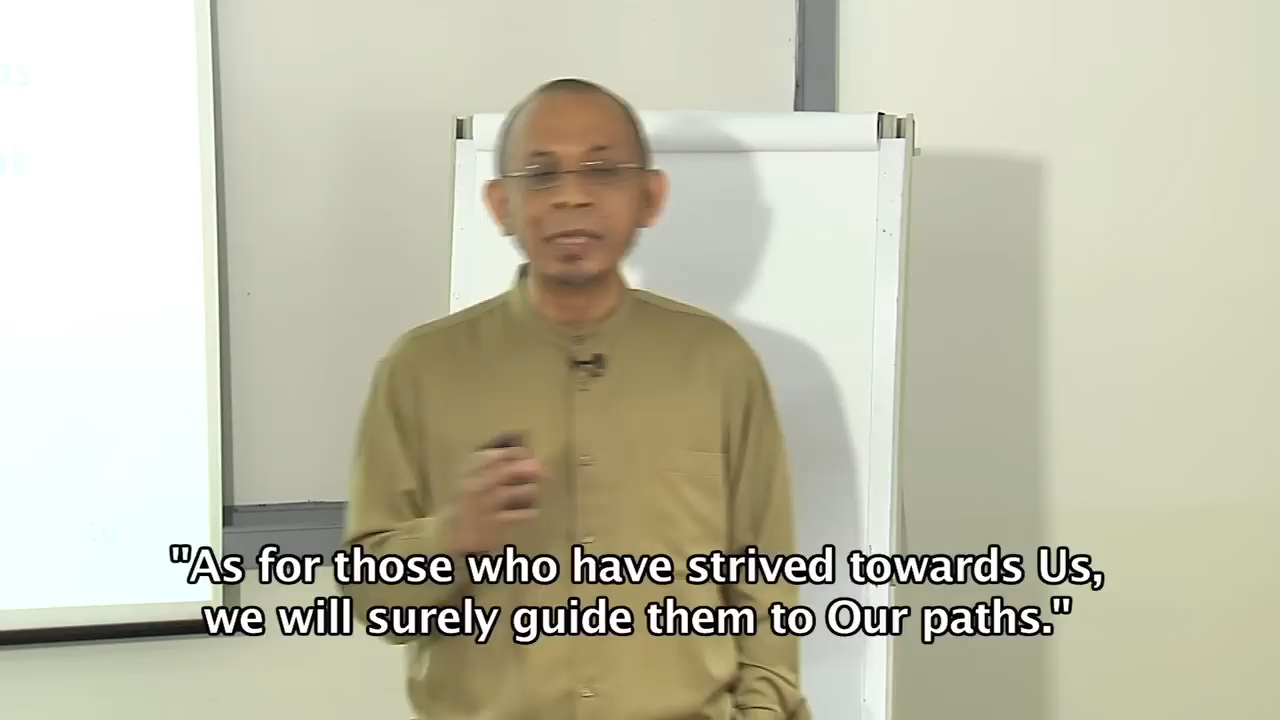 "As for those who have strived towards Us,
we will surely guide them to Our paths."